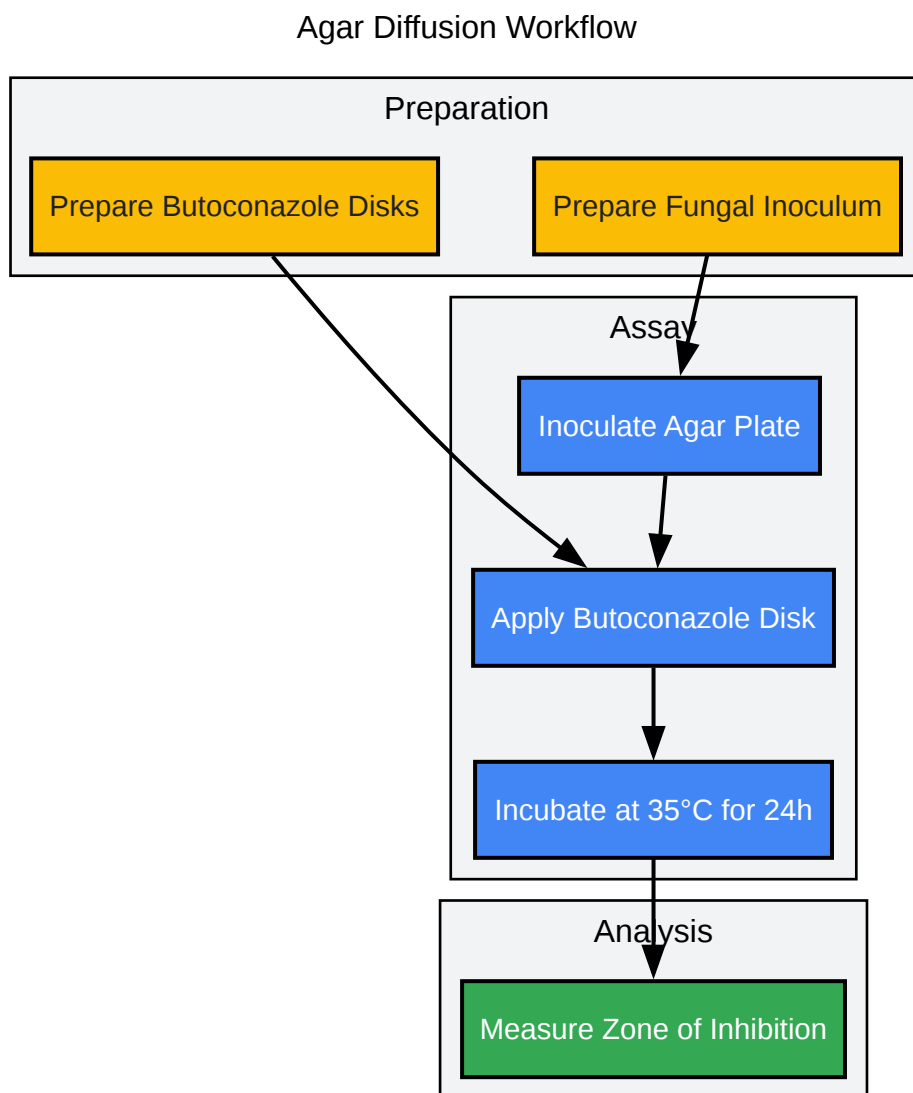 Agar Diffusion Workflow
Preparation
Prepare Butoconazole Disks
Prepare Fungal Inoculum
Assay
Inoculate Agar Plate
Apply Butoconazole Disk
Incubate at 35°C for 24h
Analysis
Measure Zone of Inhibition